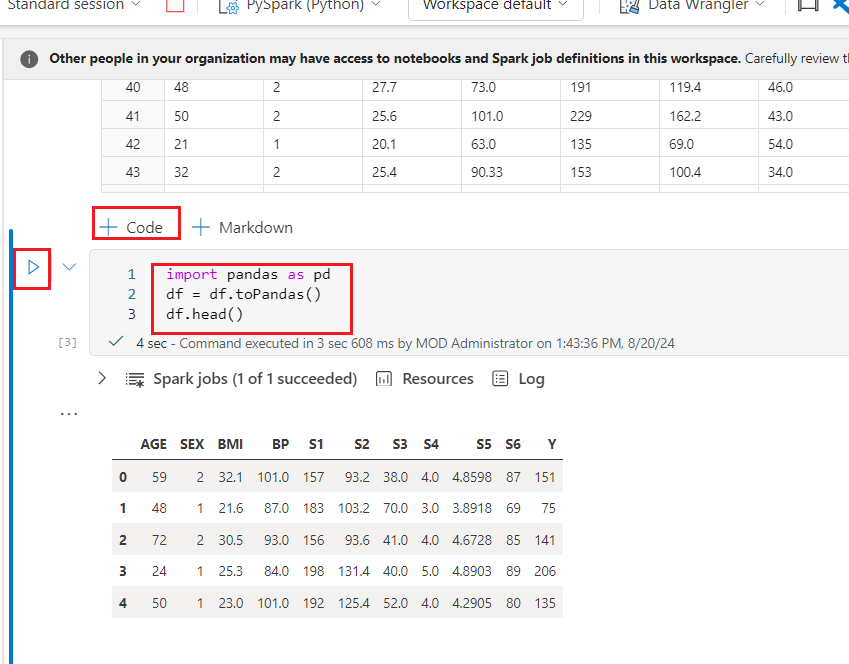 Standard session PySpark (Python) Workspace default Data Wrangler
Other people in your organization may have access to notebooks and Spark job definitions in this workspace. Carefully review
40 48 2 27.7 73.0 191 119.4 46.0
41 50 2 25.6 101.0 229 162.2 43.0
42 21 1 20.1 63.0 135 69.0 54.0
43 32 2 25.4 90.33 153 100.4 34.0
+ Code + Markdown
1 import pandas as pd
2 df = df.toPandas()
3 df.head()
[3] 4 sec - Command executed in 3 sec 608 ms by MOD Administrator on 1:43:36 PM, 8/20/24
Spark jobs (1 of 1 succeeded) Resources Log
...
AGE SEX BMI BP S1 S2 S3 S4 S5 S6 Y
0 59 2 32.1 101.0 157 93.2 38.0 4.0 4.8598 87 151
1 48 1 21.6 87.0 183 103.2 70.0 3.0 3.8918 69 75
2 72 2 30.5 93.0 156 93.6 41.0 4.0 4.6728 85 141
3 24 1 25.3 84.0 198 131.4 40.0 5.0 4.8903 89 206
4 50 1 23.0 101.0 192 125.4 52.0 4.0 4.2905 80 135